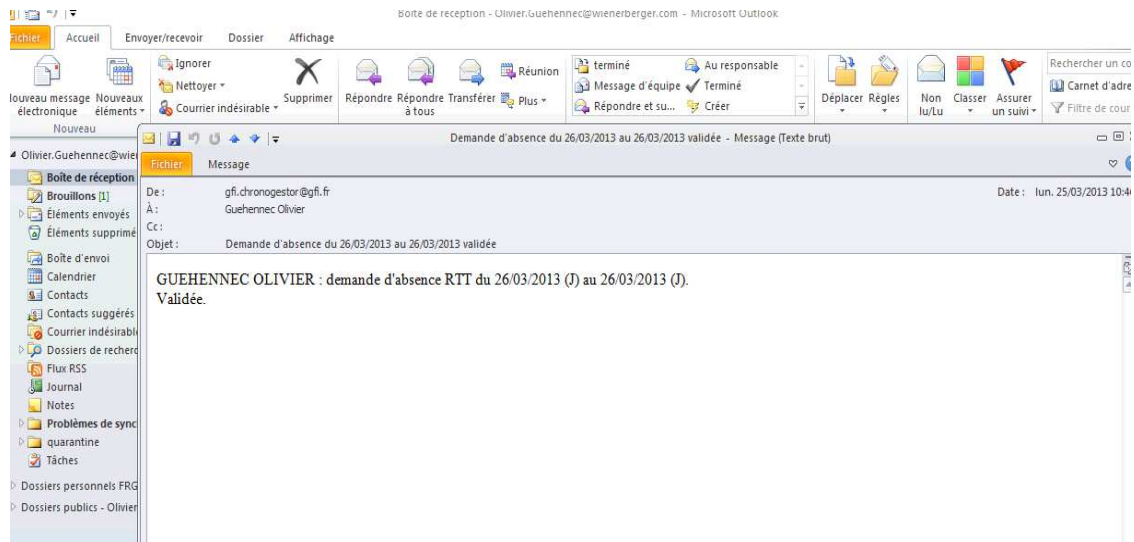 Boîte de réception - Olivier.Guehennec@wienerberger.com - Microsoft Outlook
Fichier Accueil Envoyer/recevoir Dossier Affichage
Ignorer
Nettoyer
Courrier indésirable
Supprimer
Répondre Répondre à tous Transférer
Réunion
Plus
terminé
Message d'équipe
Répondre et su...
Au responsable
Terminé
Créer
Déplacer Règles
Non lu/Lu
Classer
Assurer un suivi
Rechercher un co
Carnet d'adre
Filtre de cour
Nouveaux éléments
message électronique
Nouveau
Demande d'absence du 26/03/2013 au 26/03/2013 validée - Message (Texte brut)
Fichier Message
De : gfi.chronogestor@gfi.fr
Date : lun. 25/03/2013 10:4
À : Guehennec Olivier
Cc :
Objet : Demande d'absence du 26/03/2013 au 26/03/2013 validée
GUEHENNEC OLIVIER : demande d'absence RTT du 26/03/2013 (J) au 26/03/2013 (J).
Validée.
Olivier.Guehennec@wie
Boîte de réception
Brouillons [1]
Éléments envoyés
Éléments supprimé
Boîte d'envoi
Calendrier
Contacts
Contacts suggérés
Courrier indésirabl
Dossiers de recherc
Flux RSS
Journal
Notes
Problèmes de sync
quarantine
Tâches
Dossiers personnels FRG
Dossiers publics - Olivier